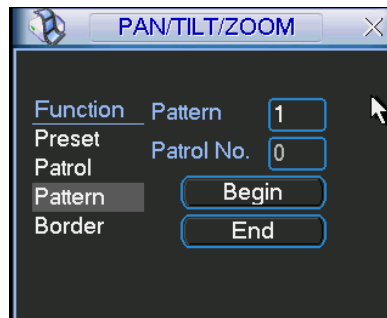 PAN/TILT/ZOOM
Function
Pattern
1
Preset
Patrol No.
0
Patrol
Pattern
Begin
Border
End